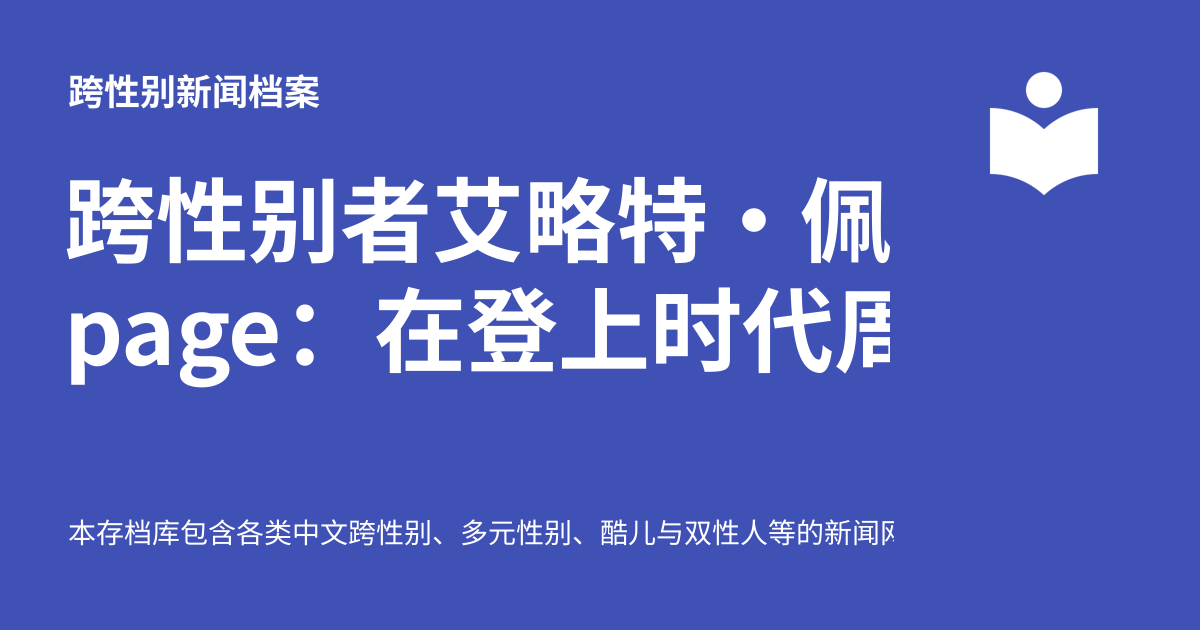 跨性别新闻档案
跨性别者艾略特·佩
page：在登上时代周
本存档库包含各类中文跨性别、多元性别、酷儿与双性人等的新闻网